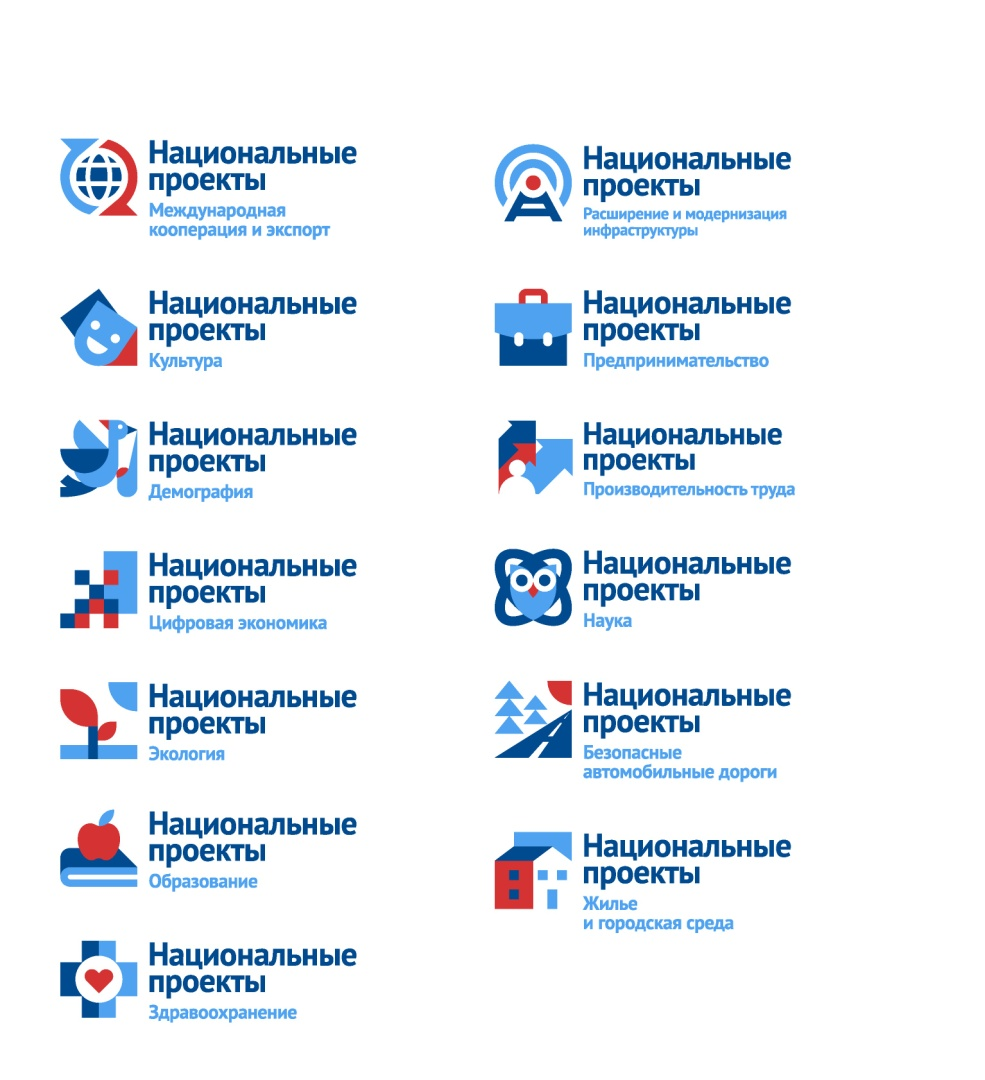 Национальные
проекты
Международная
кооперация и экспорт
Национальные
проекты
Культура
Национальные
проекты
Демография
Национальные
проекты
Цифровая экономика
Национальные
проекты
Экология
Национальные
проекты
Образование
Национальные
проекты
Здравоохранение
Национальные
проекты
Расширение и модернизация
инфраструктуры
Национальные
проекты
Предпринимательство
Национальные
проекты
Производительность труда
Национальные
проекты
Наука
Национальные
проекты
Безопасные
автомобильные дороги
Национальные
проекты
Жилье
и городская среда